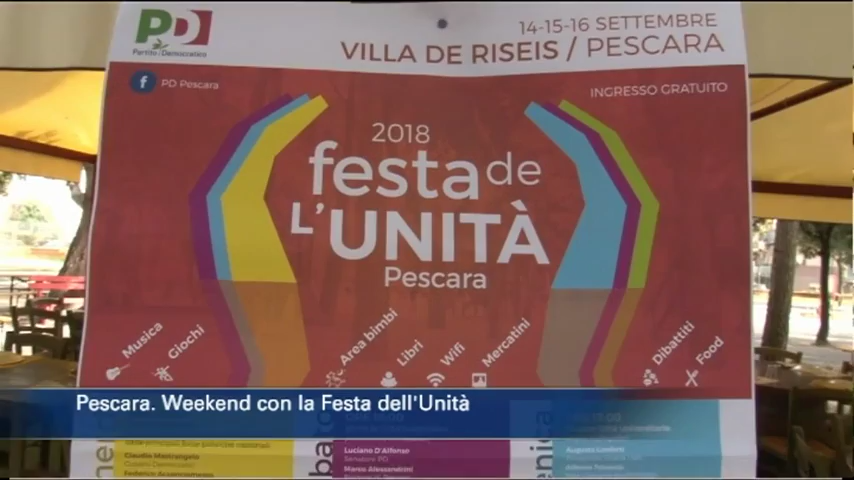 PD
Partito Democratico
14-15-16 SETTEMBRE
VILLA DE RISEIS / PESCARA
f PD Pescara
INGRESSO GRATUITO
2018
festa de
L'UNITÀ
Pescara
Musica
Giochi
Area bimbi
Libri
Wifi
Mercatini
Dibattiti
Food
Pescara. Weekend con la Festa dell'Unità
Claudio Mastrangelo
Luciano D'Alfonso
Senatore PD
Marco Alessandrini